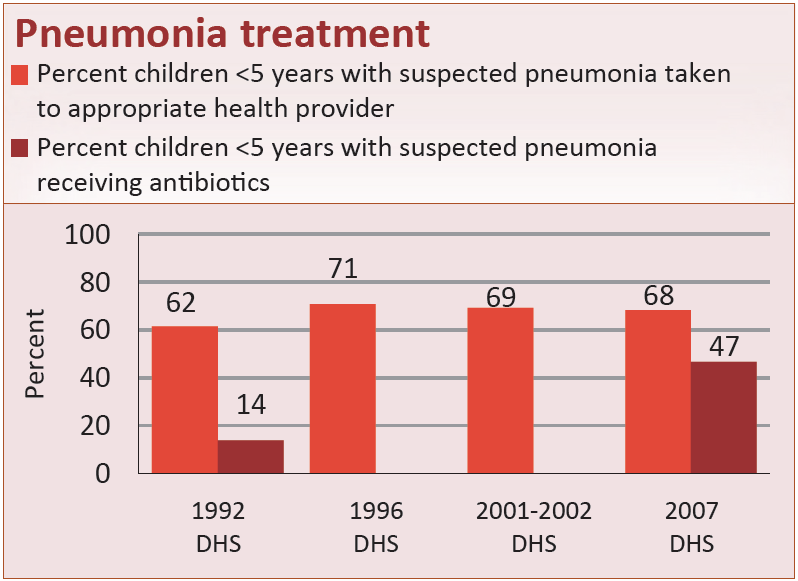 Pneumonia treatment
Percent children <5 years with suspected pneumonia taken
to appropriate health provider
Percent children <5 years with suspected pneumonia
receiving antibiotics
Percent
100
80
60
40
20
0
62
14
71
69
68
47
1992
DHS
1996
DHS
2001-2002
DHS
2007
DHS